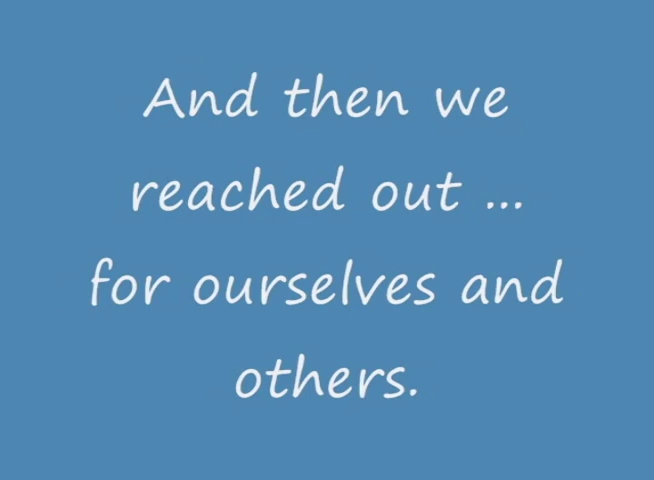 And then we
reached out ...
for ourselves and
others.